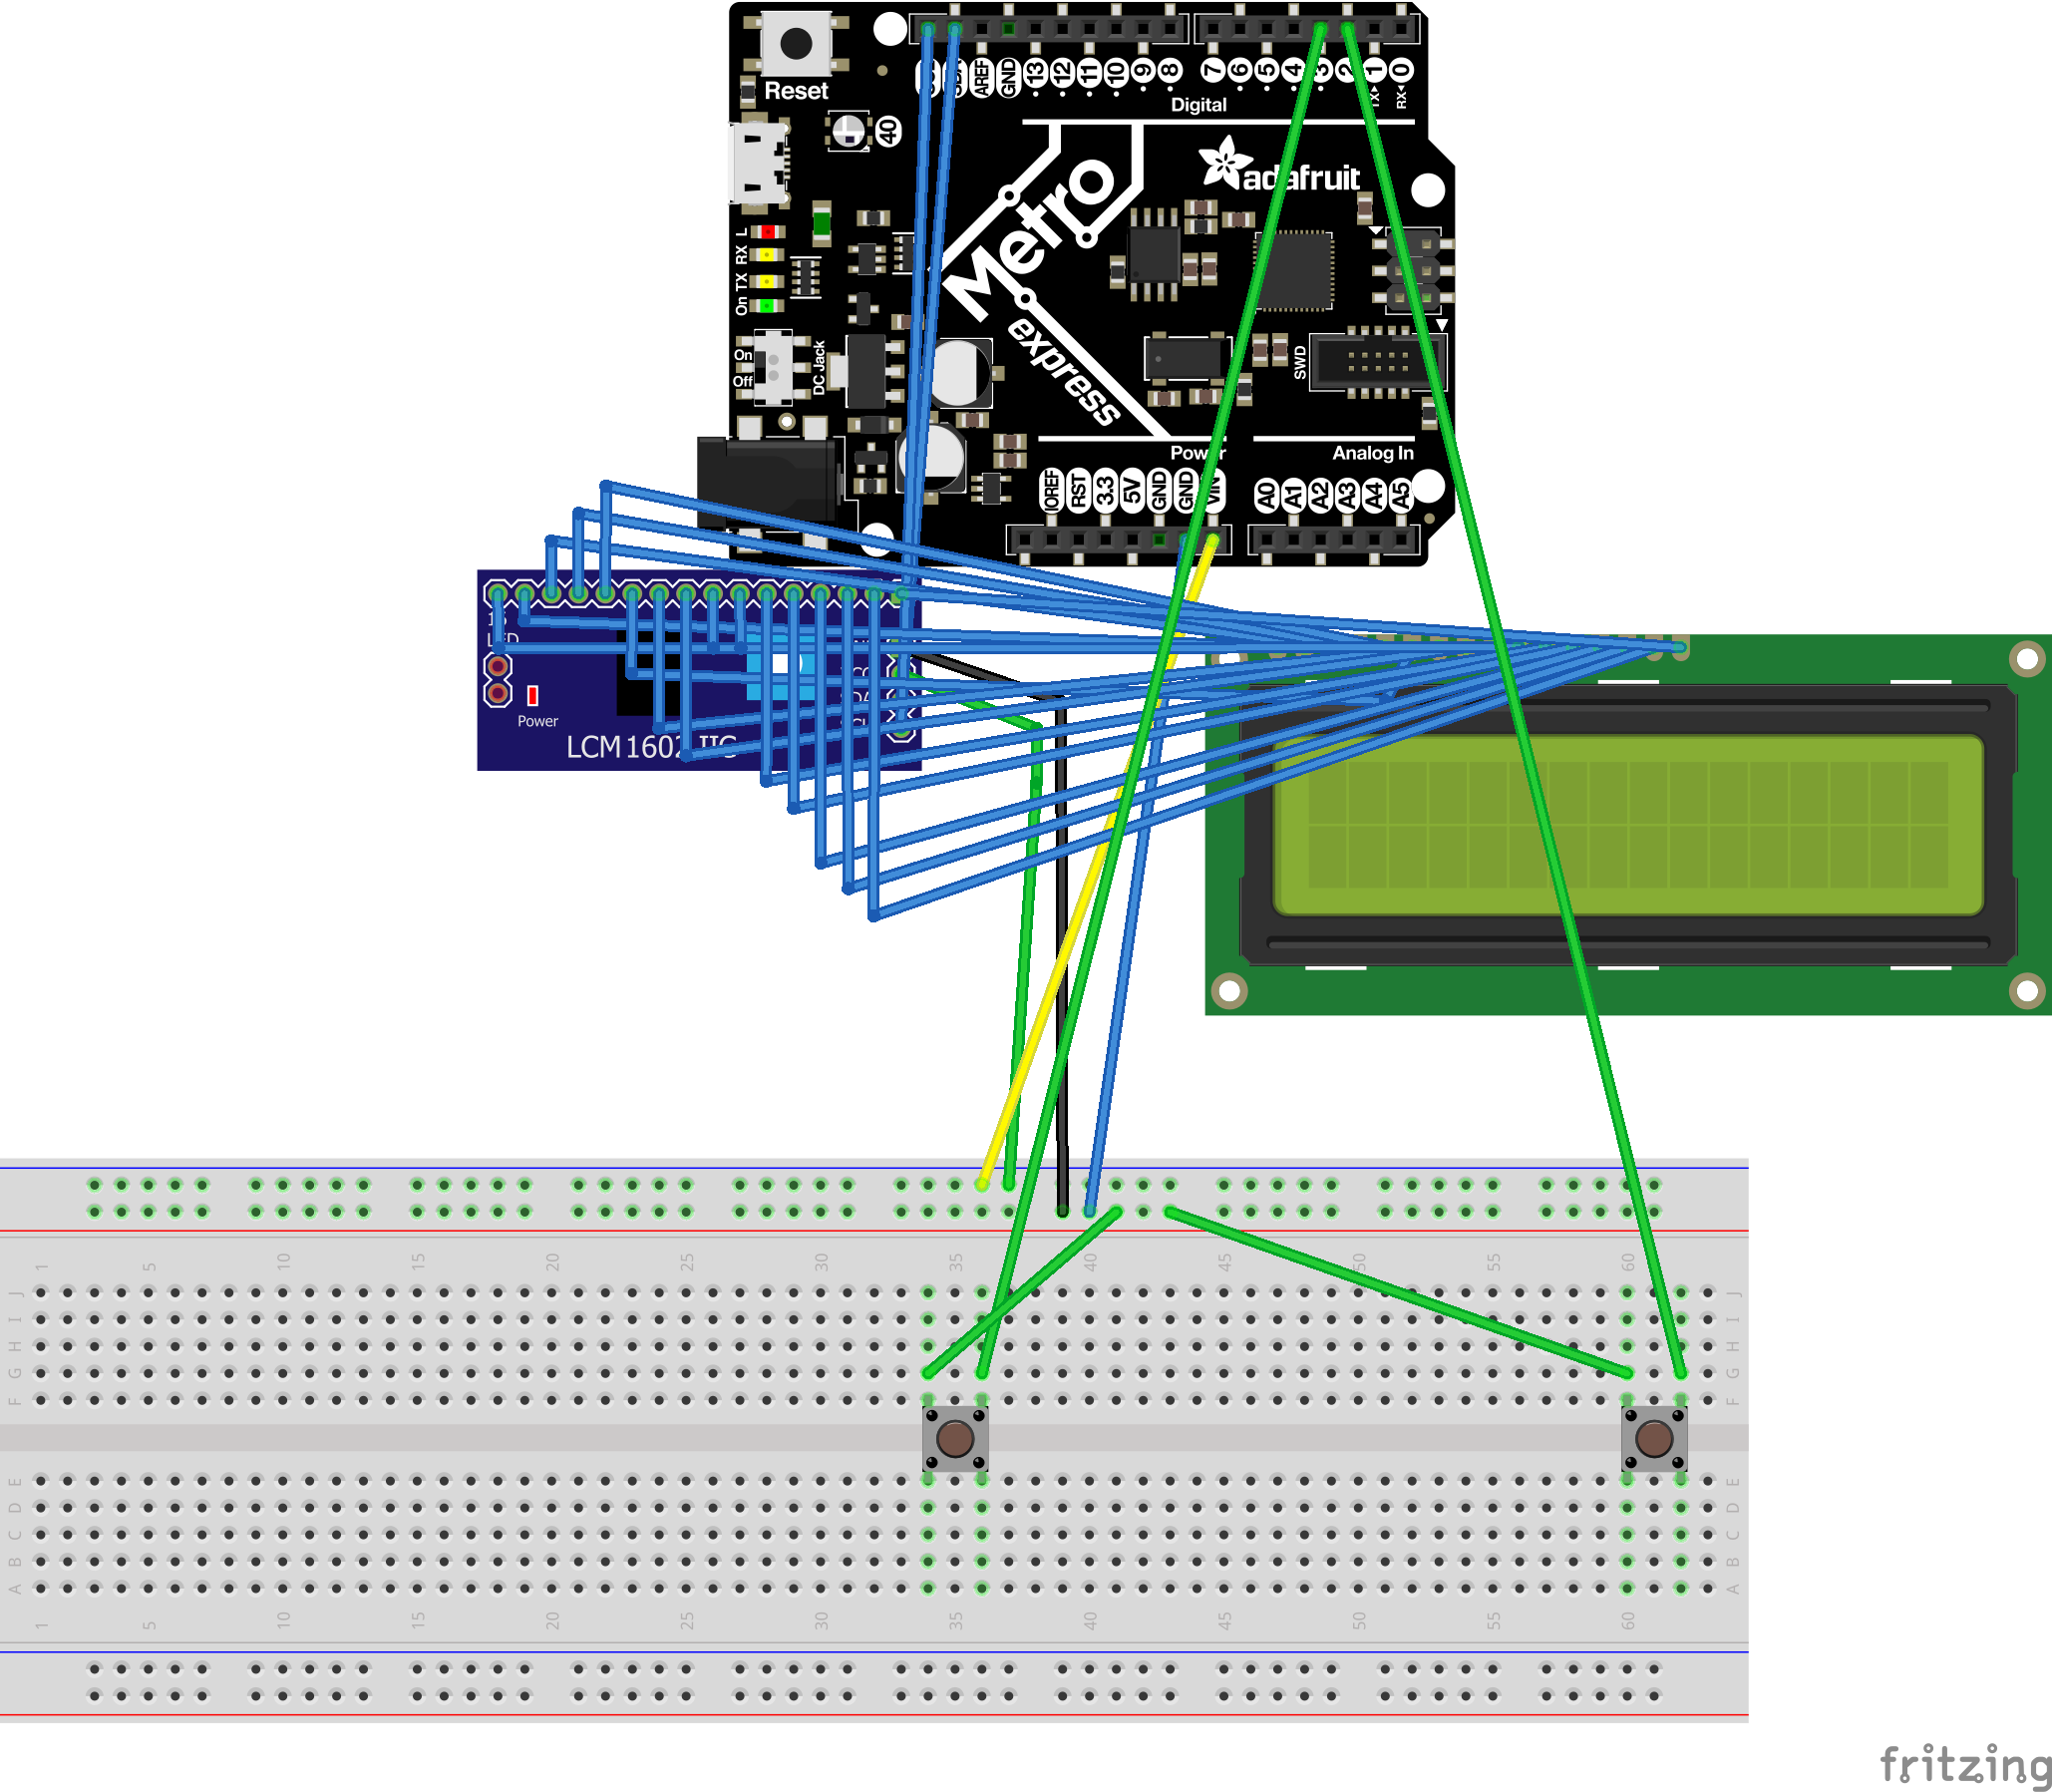 Reset
AREF GND 13 12 11 10 9 8 7 6 5 4 3 2 1 0
TX RX
Digital
40
adafruit
Metro
express
L
RX
TX
On
On
Off
DC Jack
SWD
Power
Analog In
IOREF RST 3.3 5V GND GND VIN A0 A1 A2 A3 A4 A5
Power
LCM1602 IIC
1 5 10 15 20 25 30 35 40 45 50 55 60
J J
I I
H H
G G
F F
E E
D D
C C
B B
A A
1 5 10 15 20 25 30 35 40 45 50 55 60
fritzing